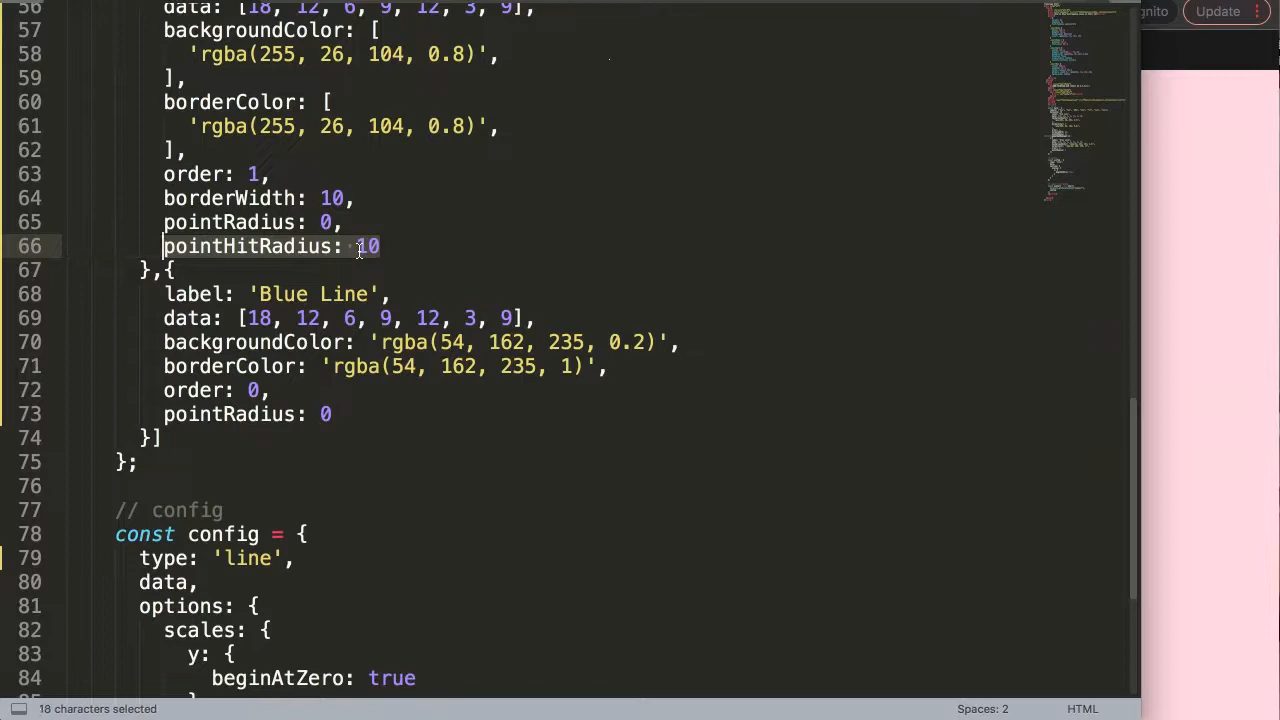 56 data: [18, 12, 6, 9, 12, 3, 9],
57 backgroundColor: [
58 'rgba(255, 26, 104, 0.8)',
59 ],
60 borderColor: [
61 'rgba(255, 26, 104, 0.8)',
62 ],
63 order: 1,
64 borderWidth: 10,
65 pointRadius: 0,
66 pointHitRadius: 10
67 },{
68 label: 'Blue Line',
69 data: [18, 12, 6, 9, 12, 3, 9],
70 backgroundColor: 'rgba(54, 162, 235, 0.2)',
71 borderColor: 'rgba(54, 162, 235, 1)',
72 order: 0,
73 pointRadius: 0
74 }]
75 };
76
77 // config
78 const config = {
79 type: 'line',
80 data,
81 options: {
82 scales: {
83 y: {
84 beginAtZero: true
18 characters selected
Spaces: 2
HTML
Update